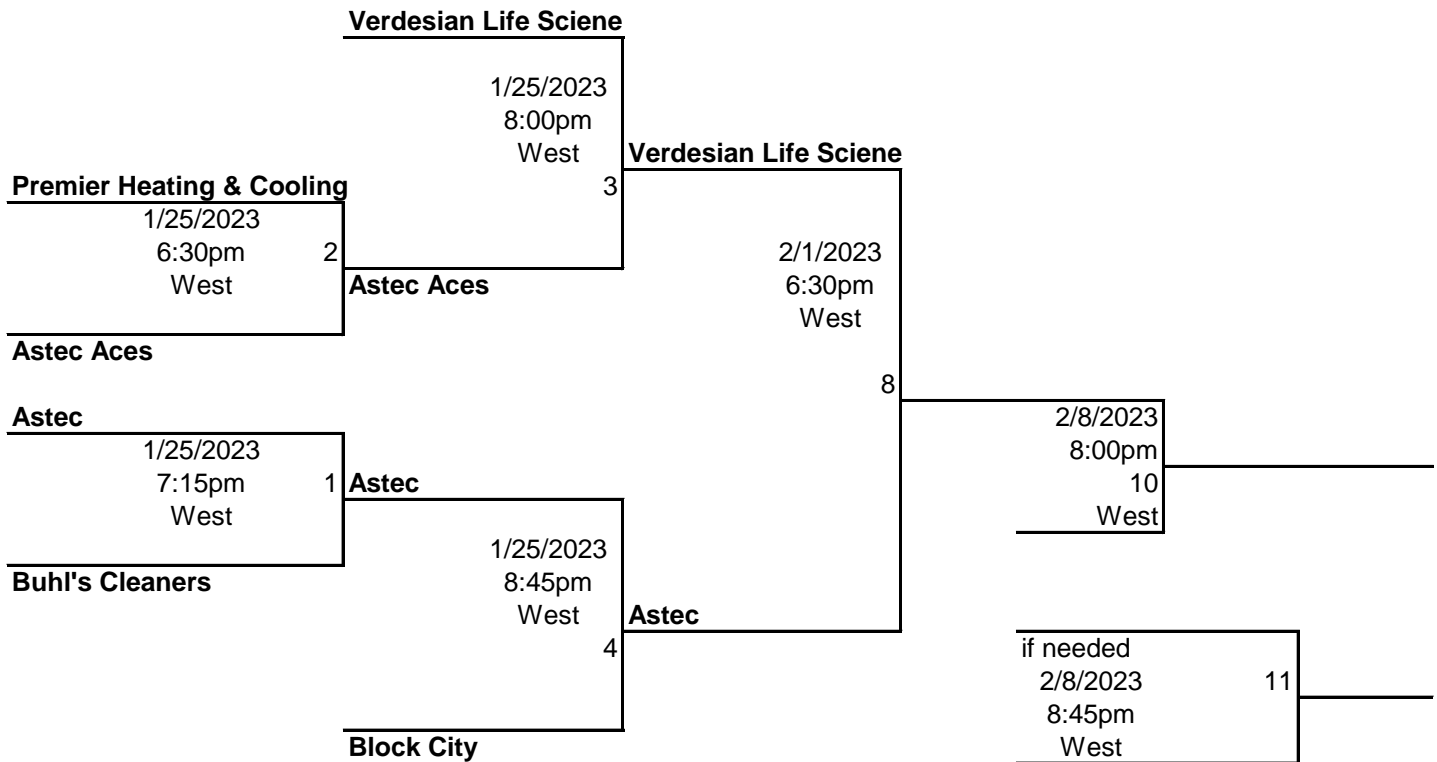 Verdesian Life Sciene
1/25/2023
8:00pm
West
3
Verdesian Life Sciene
Premier Heating & Cooling
1/25/2023
6:30pm
2
West
Astec Aces
Astec Aces
2/1/2023
6:30pm
West
8
Astec
1/25/2023
7:15pm
1
West
Astec
Buhl's Cleaners
1/25/2023
8:45pm
West
4
Astec
Block City
2/8/2023
8:00pm
10
West
if needed
2/8/2023
11
8:45pm
West